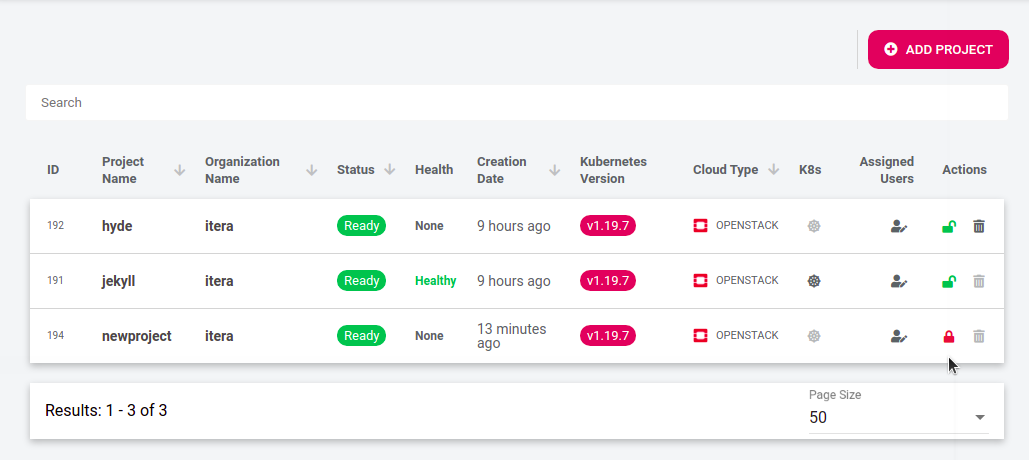 ADD PROJECT
Search
ID
Project Name
Organization Name
Status
Health
Creation Date
Kubernetes Version
Cloud Type
K8s
Assigned Users
Actions
192 hyde itera Ready None 9 hours ago v1.19.7 OPENSTACK
191 jekyll itera Ready Healthy 9 hours ago v1.19.7 OPENSTACK
194 newproject itera Ready None 13 minutes ago v1.19.7 OPENSTACK
Results: 1 - 3 of 3
Page Size
50